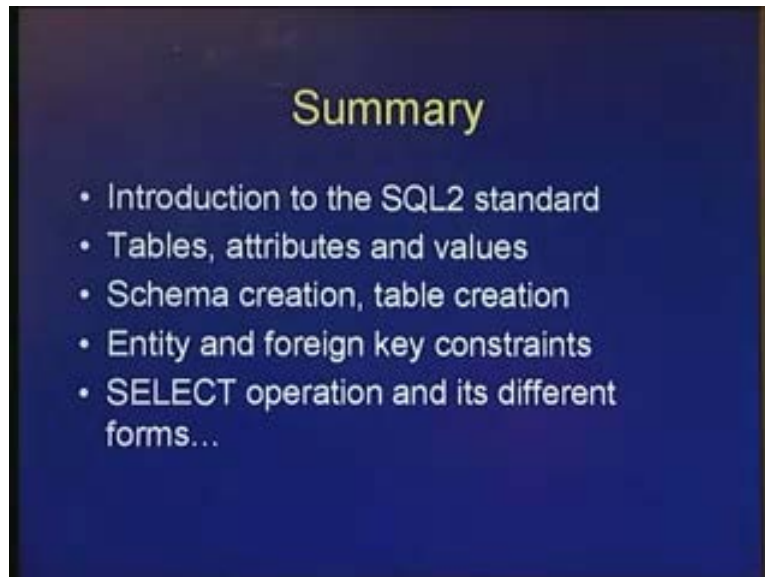 Summary
• Introduction to the SQL2 standard
• Tables, attributes and values
• Schema creation, table creation
• Entity and foreign key constraints
• SELECT operation and its different
forms...